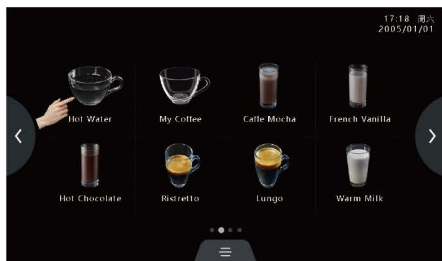 17:18 周六
2005/01/01
Hot Water
My Coffee
Caffe Mocha
French Vanilla
Hot Chocolate
Ristretto
Lungo
Warm Milk